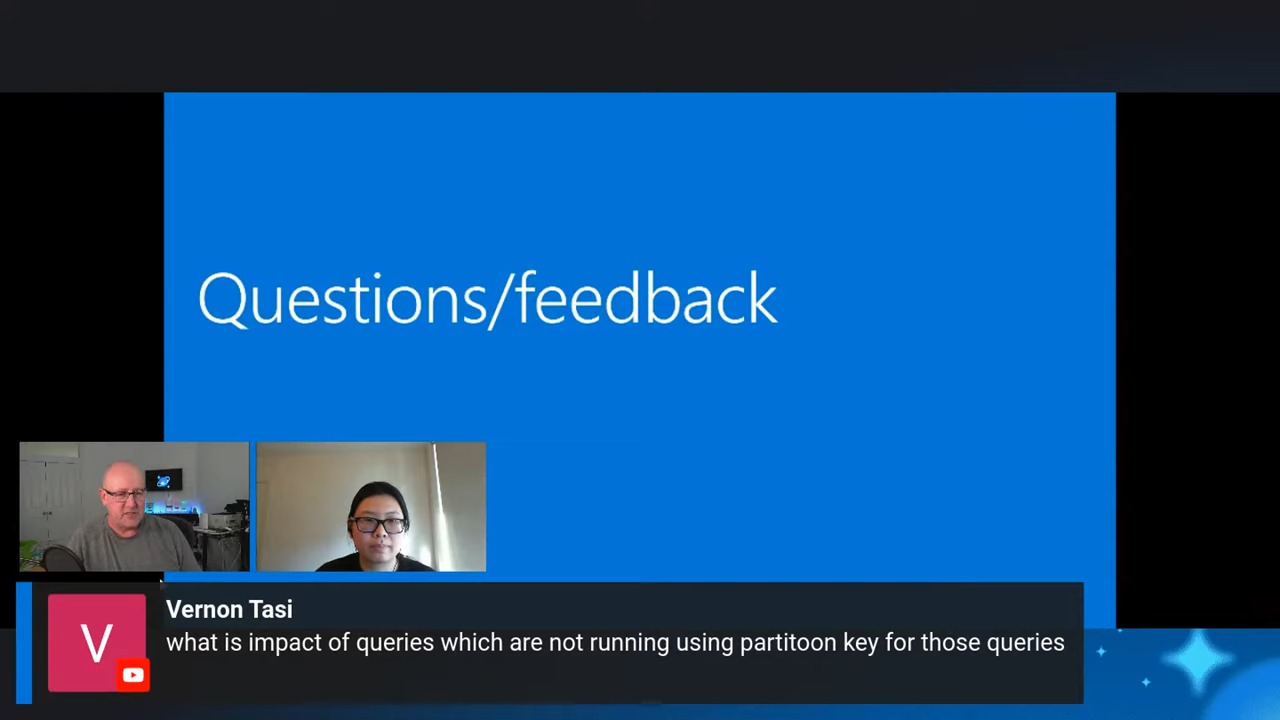 Questions/feedback
V
Vernon Tasi
what is impact of queries which are not running using partitoon key for those queries